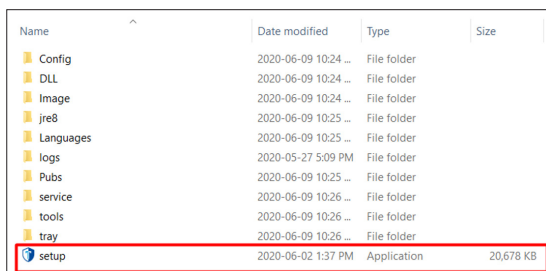 Name Date modified Type Size
Config 2020-06-09 10:24 ... File folder
DLL 2020-06-09 10:24 ... File folder
Image 2020-06-09 10:24 ... File folder
jre8 2020-06-09 10:25 ... File folder
Languages 2020-06-09 10:25 ... File folder
logs 2020-05-27 5:09 PM File folder
Pubs 2020-06-09 10:25 ... File folder
service 2020-06-09 10:26 ... File folder
tools 2020-06-09 10:26 ... File folder
tray 2020-06-09 10:26 ... File folder
setup 2020-06-02 1:37 PM Application 20,678 KB